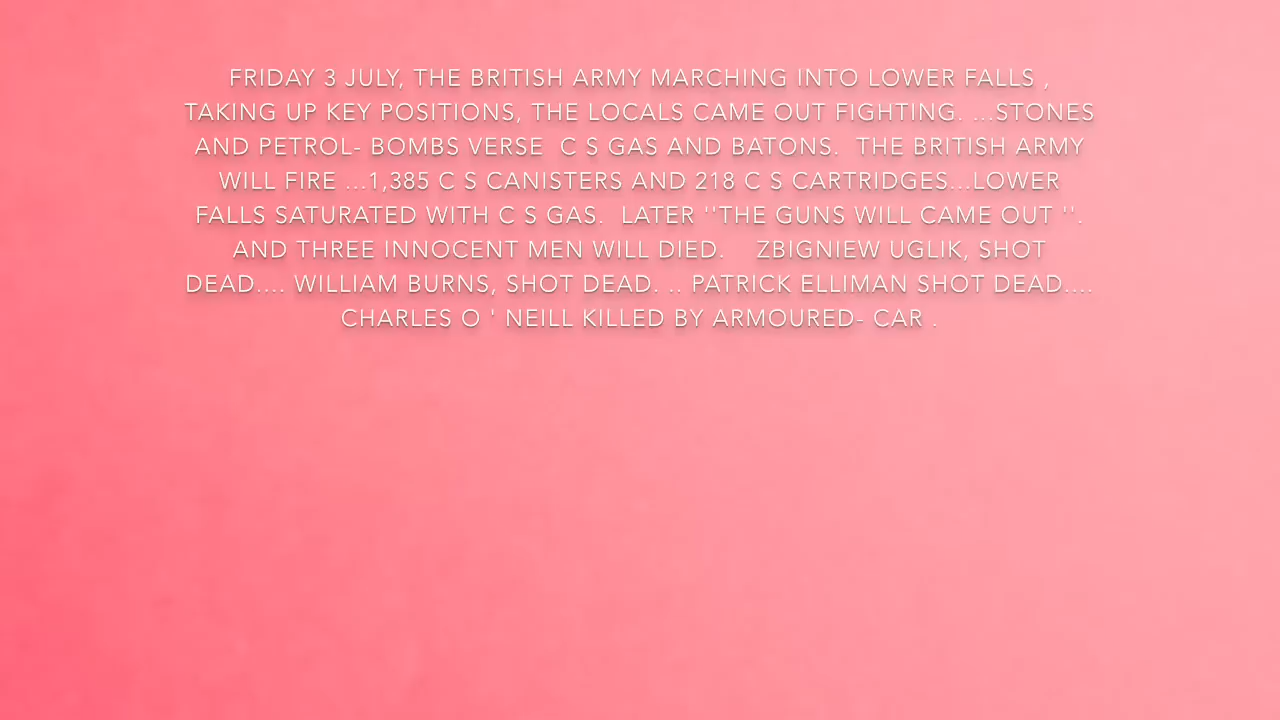 FRIDAY 3 JULY, THE BRITISH ARMY MARCHING INTO LOWER FALLS ,
TAKING UP KEY POSITIONS, THE LOCALS CAME OUT FIGHTING. ...STONES
AND PETROL- BOMBS VERSE  C S GAS AND BATONS.  THE BRITISH ARMY
WILL FIRE ...1,385 C S CANISTERS AND 218 C S CARTRIDGES...LOWER
FALLS SATURATED WITH C S GAS.  LATER ''THE GUNS WILL CAME OUT ''.
AND THREE INNOCENT MEN WILL DIED.    ZBIGNIEW UGLIK, SHOT
DEAD.... WILLIAM BURNS, SHOT DEAD. .. PATRICK ELLIMAN SHOT DEAD....
CHARLES O ' NEILL KILLED BY ARMOURED- CAR .